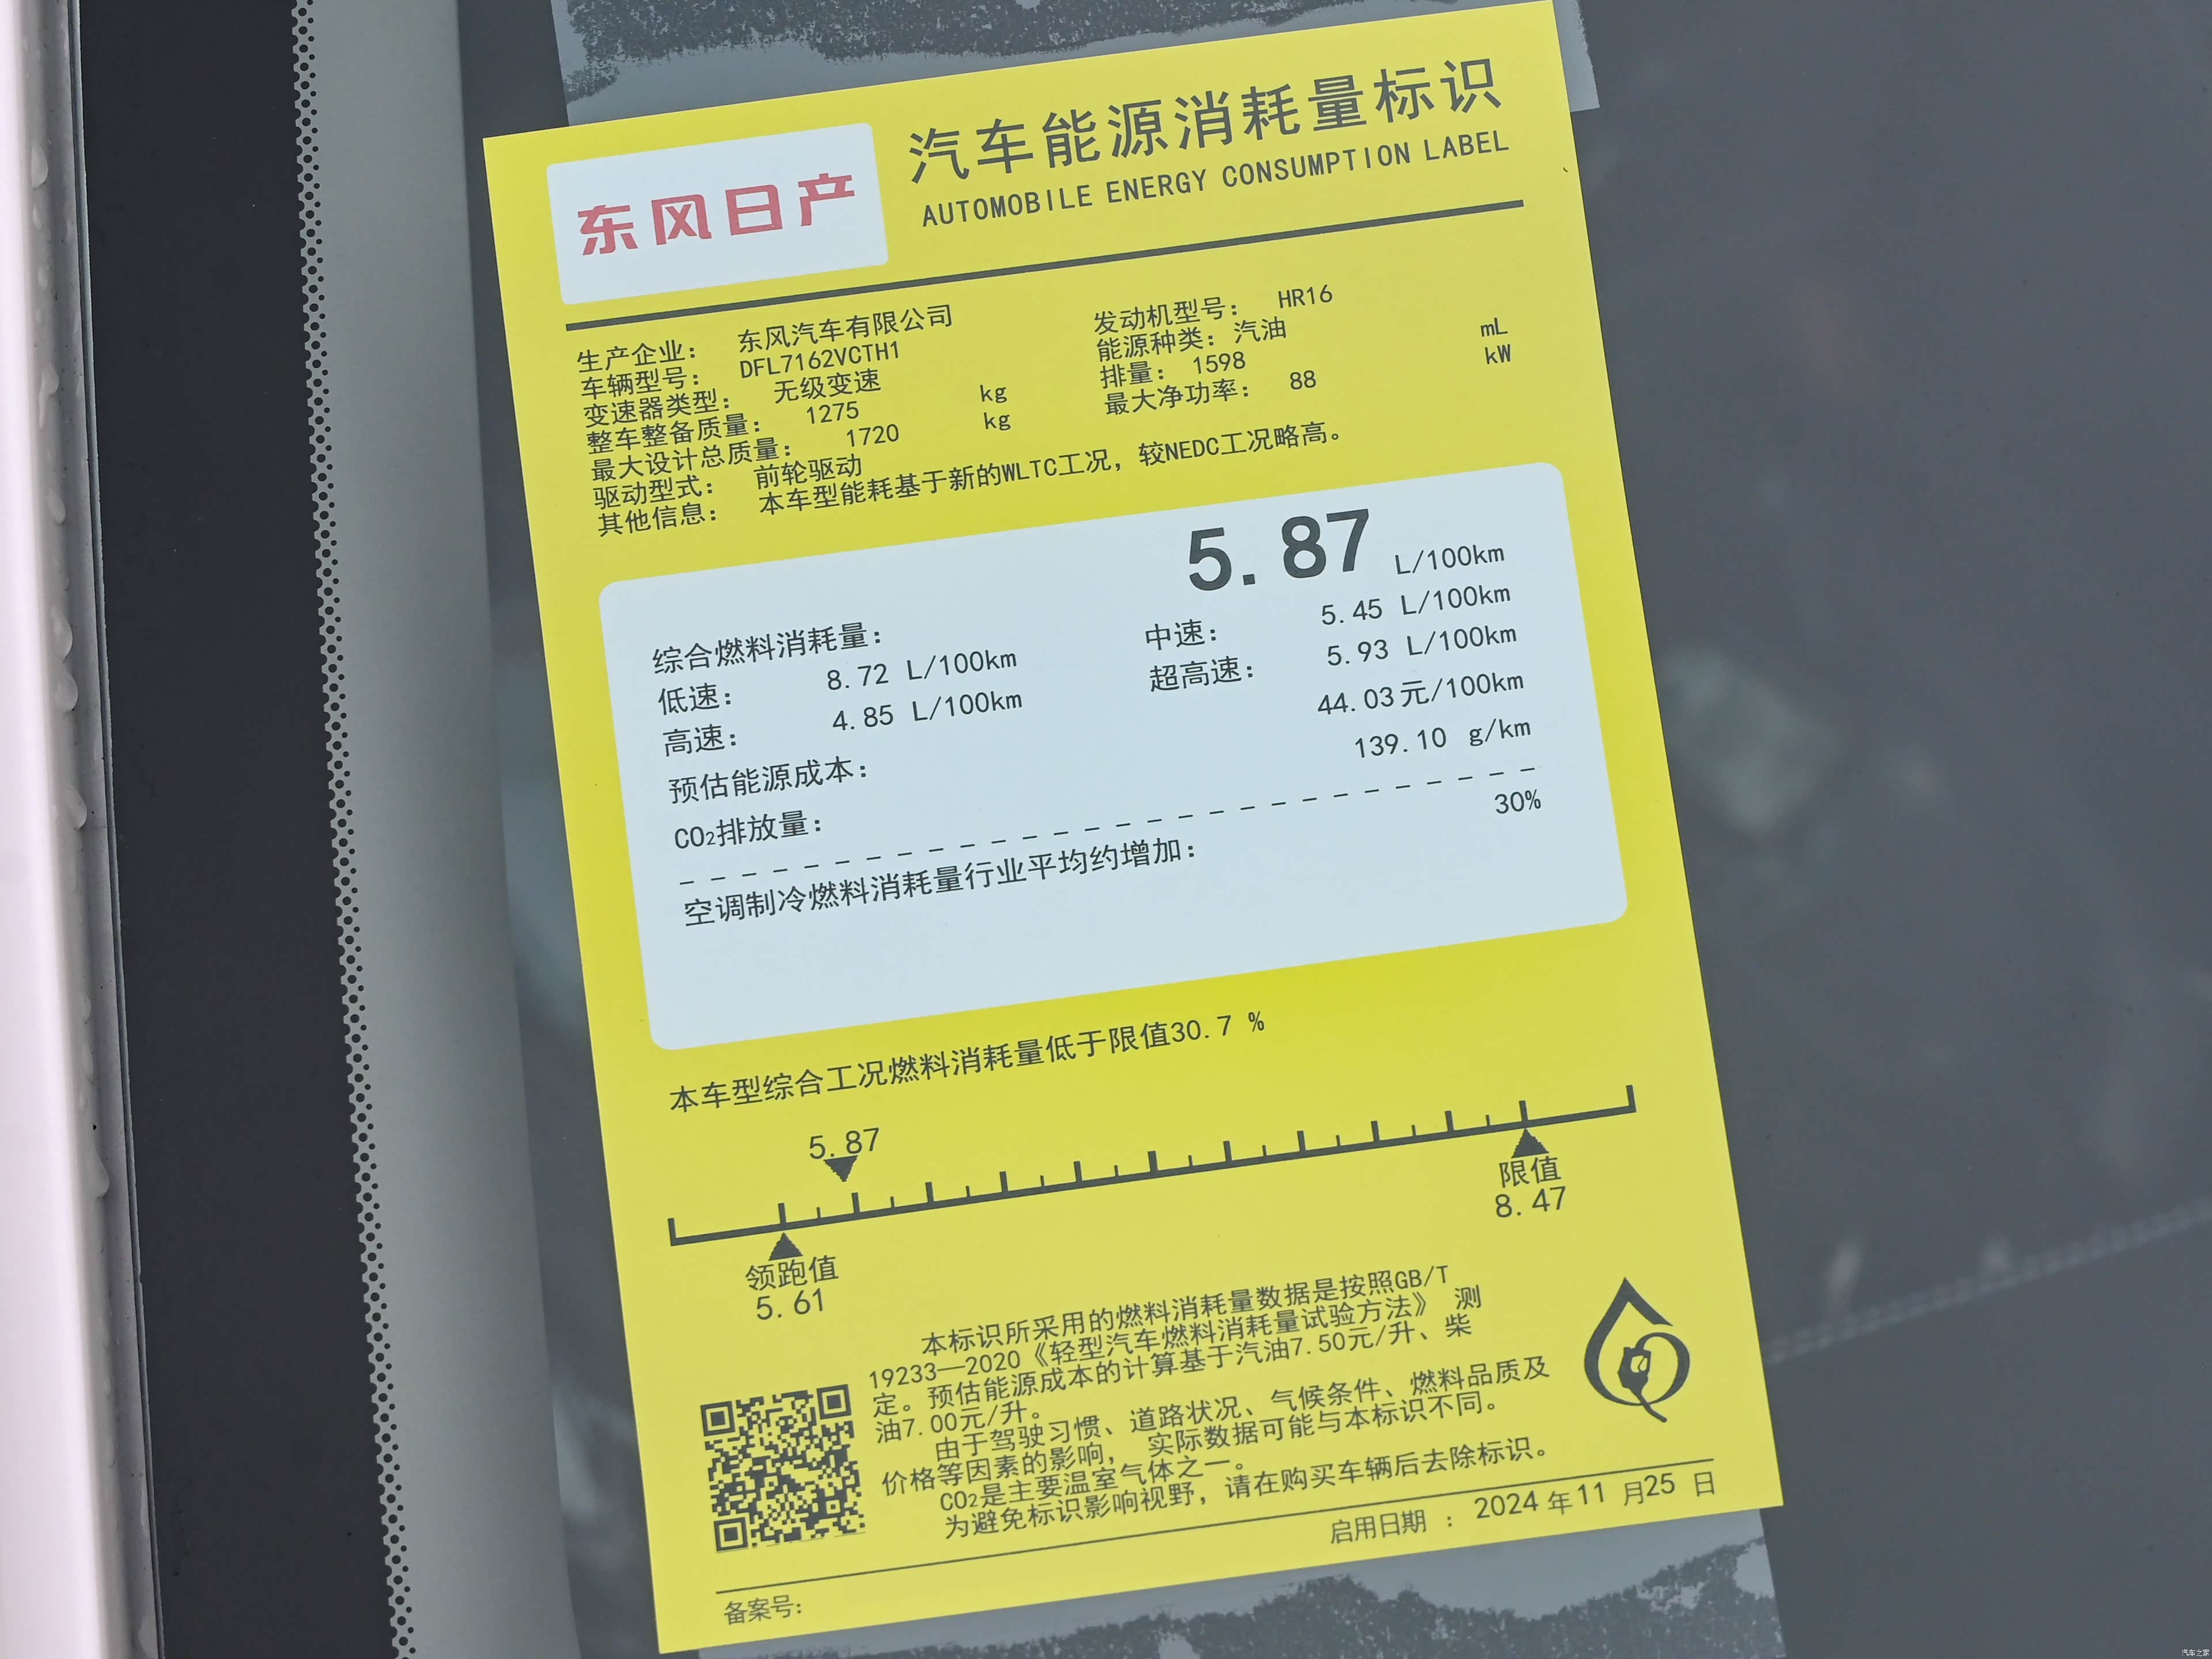 东风日产
汽车能源消耗量标识
AUTOMOBILE ENERGY CONSUMPTION LABEL
生产企业： 东风汽车有限公司
车辆型号： DFL7162VCTH1
变速器类型： 无级变速
整车整备质量： 1275 kg
最大设计总质量： 1720 kg
驱动型式： 前轮驱动
其他信息： 本车型能耗基于新的WLTC工况，较NEDC工况略高。
发动机型号： HR16
能源种类：汽油
排量： 1598 mL
最大净功率： 88 kW
综合燃料消耗量： 5.87 L/100km
低速： 8.72 L/100km 中速： 5.45 L/100km
高速： 4.85 L/100km 超高速： 5.93 L/100km
预估能源成本： 44.03元/100km
CO₂排放量： 139.10 g/km
空调制冷燃料消耗量行业平均约增加： 30%
本车型综合工况燃料消耗量低于限值30.7 %
5.87
限值
8.47
领跑值
5.61
本标识所采用的燃料消耗量数据是按照GB/T
19233—2020《轻型汽车燃料消耗量试验方法》 测
定。预估能源成本的计算基于汽油7.50元/升、柴
油7.00元/升。
由于驾驶习惯、道路状况、气候条件、燃料品质及
价格等因素的影响， 实际数据可能与本标识不同。
CO₂是主要温室气体之一。
为避免标识影响视野，请在购买车辆后去除标识。
启用日期 ： 2024 年11 月25 日
备案号：
汽车之家